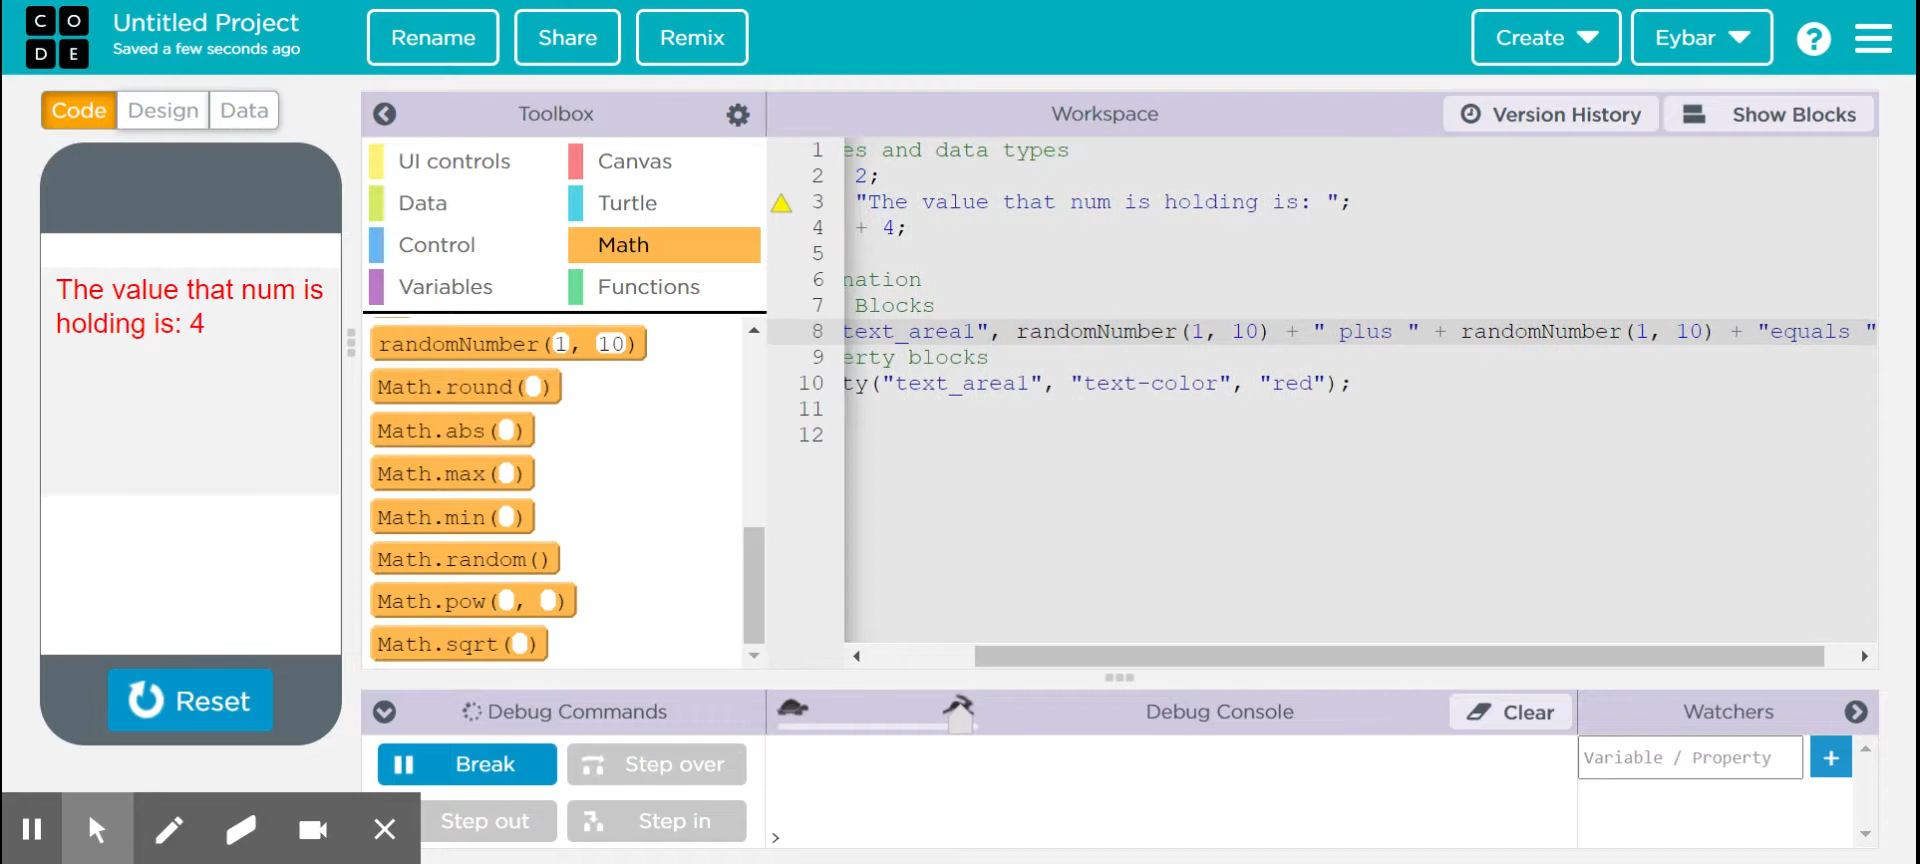 CODE
Untitled Project
Saved a few seconds ago
Rename
Share
Remix
Create
Eybar
?
Code
Design
Data
Toolbox
Workspace
Version History
Show Blocks
UI controls
Canvas
Data
Turtle
Control
Math
Variables
Functions
randomNumber(1, 10)
Math.round( )
Math.abs( )
Math.max( )
Math.min( )
Math.random()
Math.pow( , )
Math.sqrt( )
1 es and data types
2 2;
3 "The value that num is holding is: ";
4 + 4;
5
6 nation
7 Blocks
8 text_area1", randomNumber(1, 10) + " plus " + randomNumber(1, 10) + "equals "
9 erty blocks
10 ty("text_area1", "text-color", "red");
11
12
The value that num is
holding is: 4
Reset
Debug Commands
Debug Console
Clear
Watchers
Break
Step over
Step out
Step in
Variable / Property
+
>